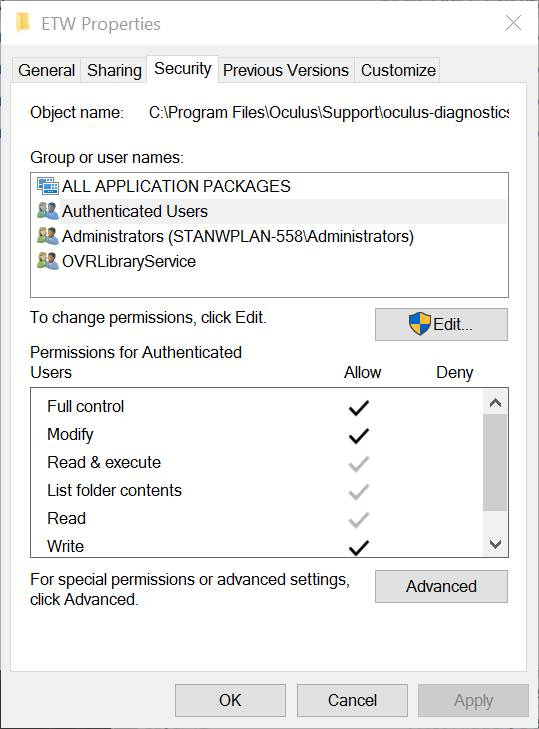 ETW Properties
General Sharing Security Previous Versions Customize
Object name: C:\Program Files\Oculus\Support\oculus-diagnostics
Group or user names:
ALL APPLICATION PACKAGES
Authenticated Users
Administrators (STANWPLAN-558\Administrators)
OVRLibraryService
To change permissions, click Edit.
Edit...
Permissions for Authenticated
Users Allow Deny
Full control
Modify
Read & execute
List folder contents
Read
Write
For special permissions or advanced settings,
click Advanced.
Advanced
OK Cancel Apply